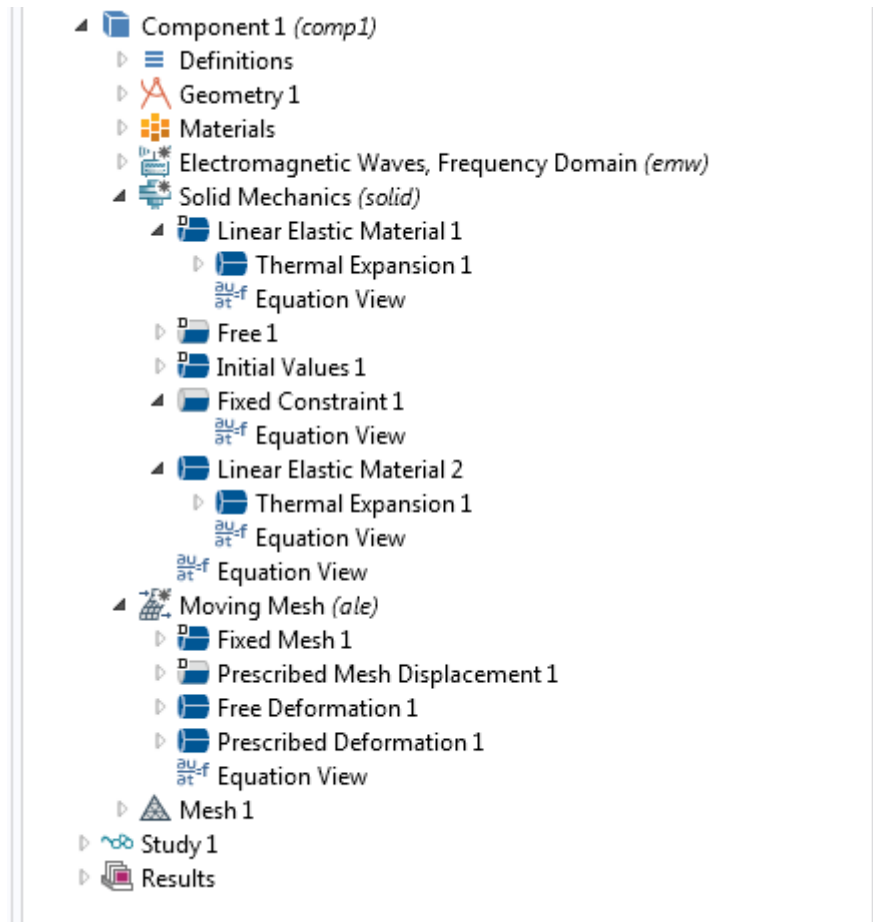 Component 1 (comp1)
Definitions
Geometry 1
Materials
Electromagnetic Waves, Frequency Domain (emw)
Solid Mechanics (solid)
D Linear Elastic Material 1
Thermal Expansion 1
∂u/∂t=f Equation View
D Free 1
D Initial Values 1
Fixed Constraint 1
∂u/∂t=f Equation View
Linear Elastic Material 2
Thermal Expansion 1
∂u/∂t=f Equation View
∂u/∂t=f Equation View
Moving Mesh (ale)
D Fixed Mesh 1
D Prescribed Mesh Displacement 1
Free Deformation 1
Prescribed Deformation 1
∂u/∂t=f Equation View
Mesh 1
Study 1
Results